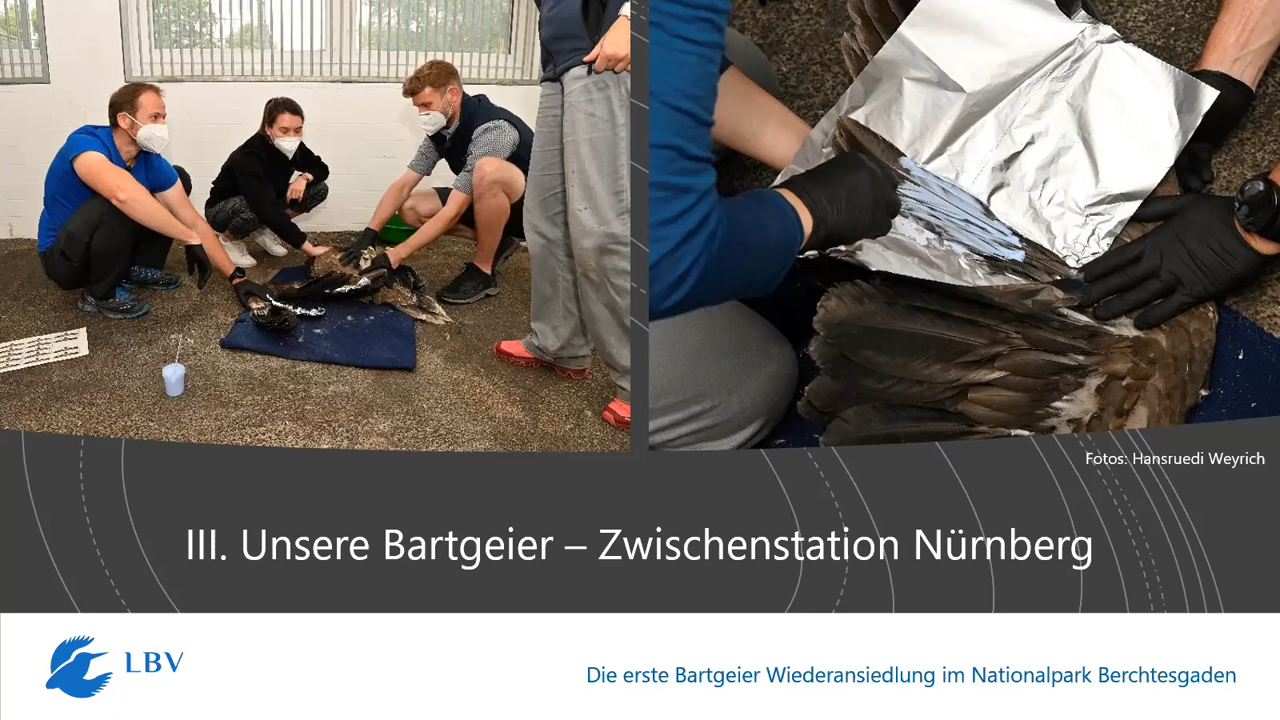 Fotos: Hansruedi Weyrich
III. Unsere Bartgeier – Zwischenstation Nürnberg
LBV
Die erste Bartgeier Wiederansiedlung im Nationalpark Berchtesgaden